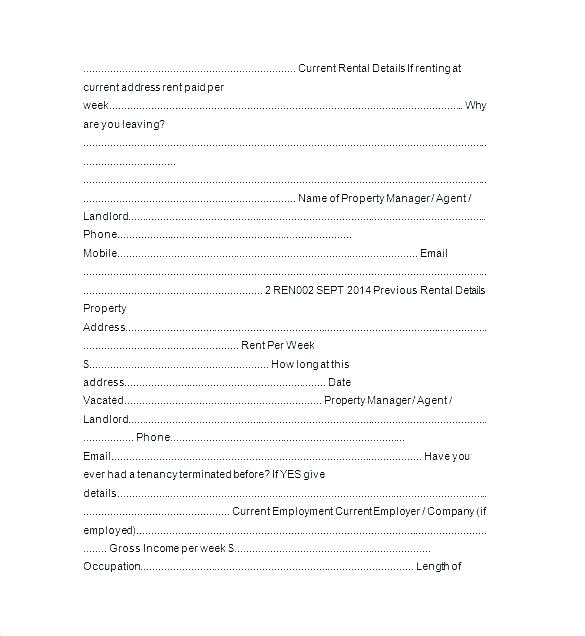 ....................................................................... Current Rental Details If renting at
current address rent paid per
week...................................................................................................................... Why
are you leaving?
.......................................................................................................................................
...............................
.......................................................................................................................................
....................................................................... Name of Property Manager / Agent /
Landlord.......................................................................................................................
Phone..............................................................................
Mobile.................................................................................................... Email
.......................................................................................................................................
............................................................ 2 REN002 SEPT 2014 Previous Rental Details
Property
Address.........................................................................................................................
.................................................... Rent Per Week
$............................................................ How long at this
address................................................................... Date
Vacated.................................................................. Property Manager / Agent /
Landlord.......................................................................................................................
................. Phone..............................................................................
Email....................................................................................................... Have you
ever had a tenancy terminated before? If YES give
details...........................................................................................................................
................................................. Current Employment Current Employer / Company (if
employed).....................................................................................................................
........ Gross Income per week $.................................................................
Occupation........................................................................................... Length of